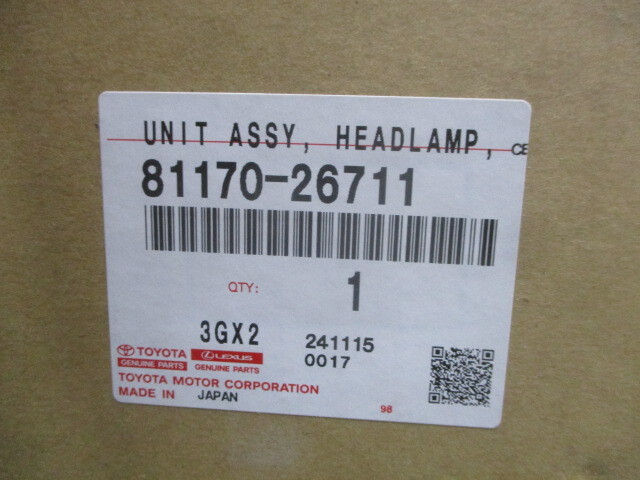 UNIT ASSY, HEADLAMP, CE
81170-26711
QTY: 1
3GX2 241115
0017
TOYOTA LEXUS
GENUINE PARTS GENUINE PARTS
TOYOTA MOTOR CORPORATION
MADE IN JAPAN
98